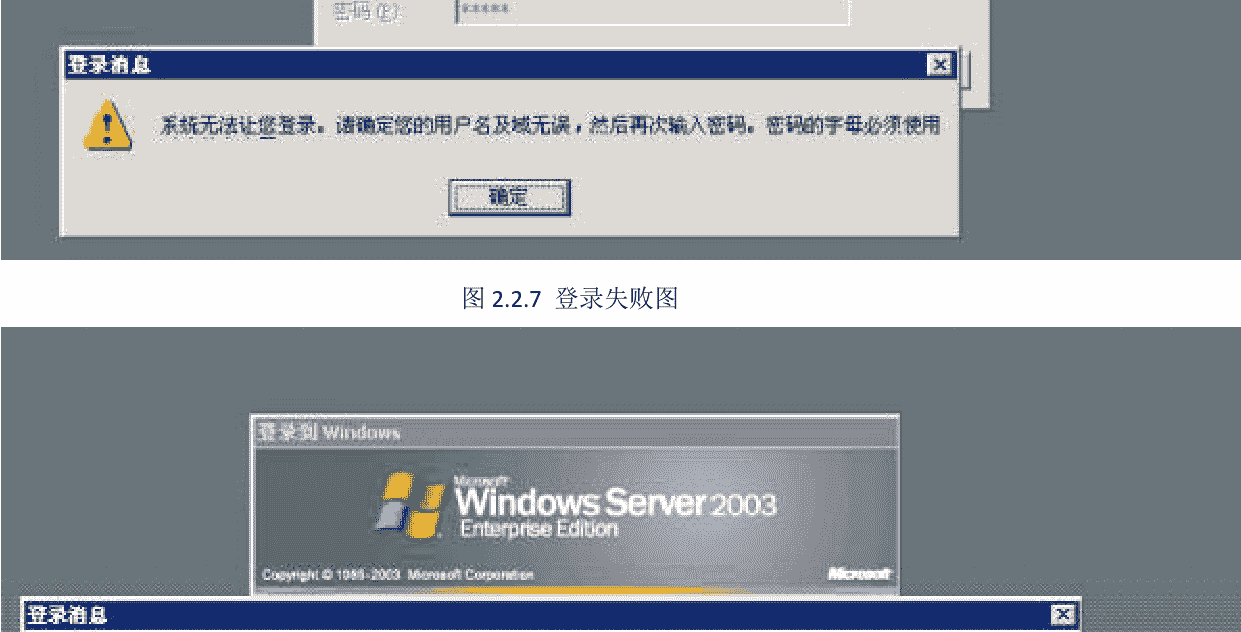 密码(P)
*****
登录消息
系统无法让您登录。请确定您的用户名及域无误，然后再次输入密码。密码的字母必须使用
确定
图 2.2.7 登录失败图
登录到 Windows
Microsoft
Windows Server 2003
Enterprise Edition
Copyright © 1985-2003 Microsoft Corporation
Microsoft
登录消息